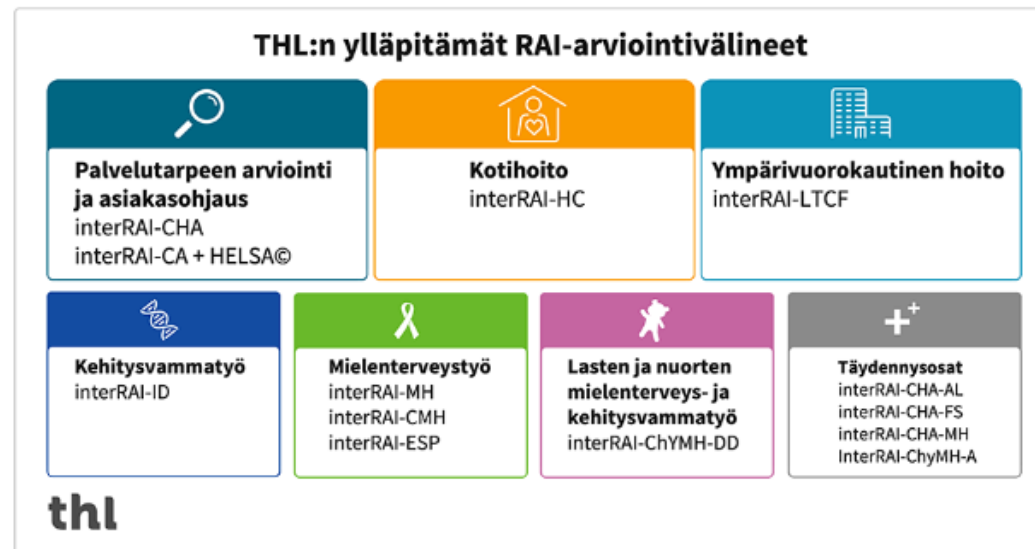 THL:n ylläpitämät RAI-arviointivälineet
Palvelutarpeen arviointi
ja asiakasohjaus
interRAI-CHA
interRAI-CA + HELSA©
Kotihoito
interRAI-HC
Ympärivuorokautinen hoito
interRAI-LTCF
Kehitysvammatyö
interRAI-ID
Mielenterveystyö
interRAI-MH
interRAI-CMH
interRAI-ESP
Lasten ja nuorten
mielenterveys- ja
kehitysvammatyö
interRAI-ChYMH-DD
Täydennysosat
interRAI-CHA-AL
interRAI-CHA-FS
interRAI-CHA-MH
InterRAI-ChyMH-A
thl